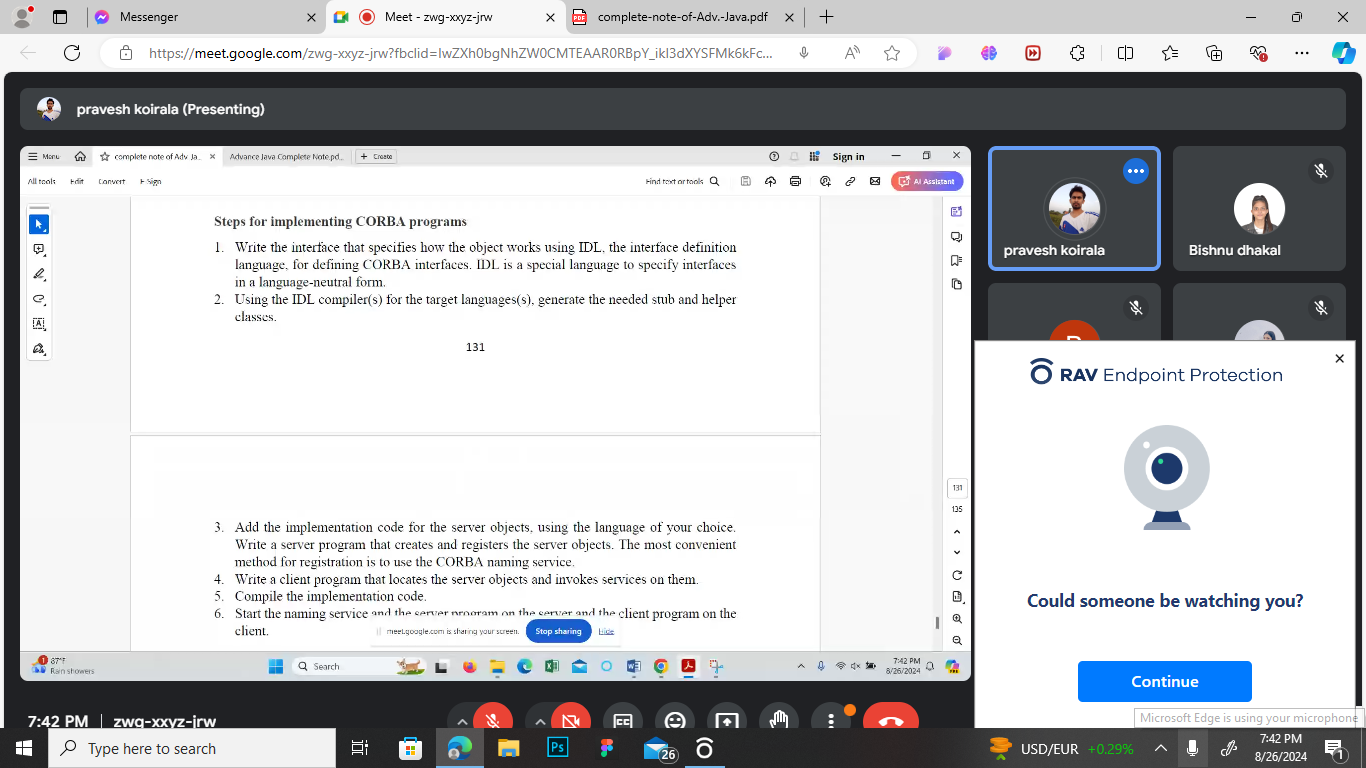 Messenger
Meet - zwg-xxyz-jrw
complete-note-of-Adv.-Java.pdf
https://meet.google.com/zwg-xxyz-jrw?fbclid=IwZXh0bgNhZW0CMTEAAR0RBpY_ikI3dXYSFMk6kFc...
pravesh koirala (Presenting)
Menu
complete note of Adv. Ja...
Advance Java Complete Note.pd...
Create
Sign in
All tools
Edit
Convert
E-Sign
Find text or tools
AI Assistant
Steps for implementing CORBA programs
1. Write the interface that specifies how the object works using IDL, the interface definition
language, for defining CORBA interfaces. IDL is a special language to specify interfaces
in a language-neutral form.
2. Using the IDL compiler(s) for the target languages(s), generate the needed stub and helper
classes.
131
3. Add the implementation code for the server objects, using the language of your choice.
Write a server program that creates and registers the server objects. The most convenient
method for registration is to use the CORBA naming service.
4. Write a client program that locates the server objects and invokes services on them.
5. Compile the implementation code.
6. Start the naming service and the server program on the server and the client program on the
client.
131
135
meet.google.com is sharing your screen.
Stop sharing
Hide
1
87°F
Rain showers
Search
7:42 PM
8/26/2024
pravesh koirala
Bishnu dhakal
RAV Endpoint Protection
Could someone be watching you?
Continue
Microsoft Edge is using your microphone
7:42 PM | zwg-xxyz-jrw
Type here to search
Ps
26
USD/EUR +0.29%
7:42 PM
8/26/2024
1